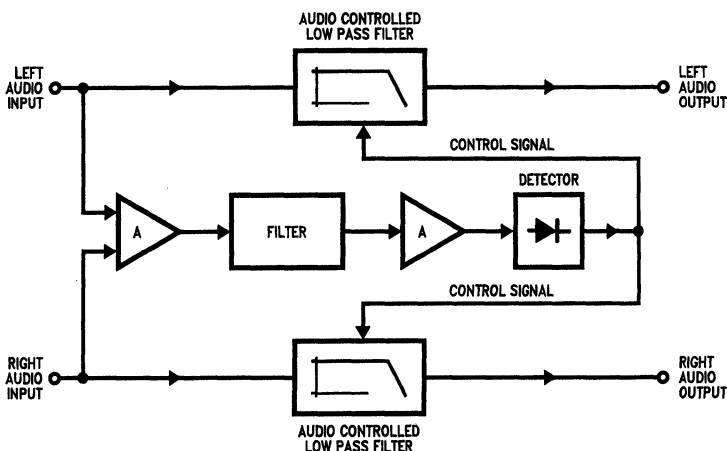 AUDIO CONTROLLED
LOW PASS FILTER
LEFT
AUDIO
INPUT
LEFT
AUDIO
OUTPUT
CONTROL SIGNAL
DETECTOR
A
FILTER
A
CONTROL SIGNAL
RIGHT
AUDIO
INPUT
RIGHT
AUDIO
OUTPUT
AUDIO CONTROLLED
LOW PASS FILTER